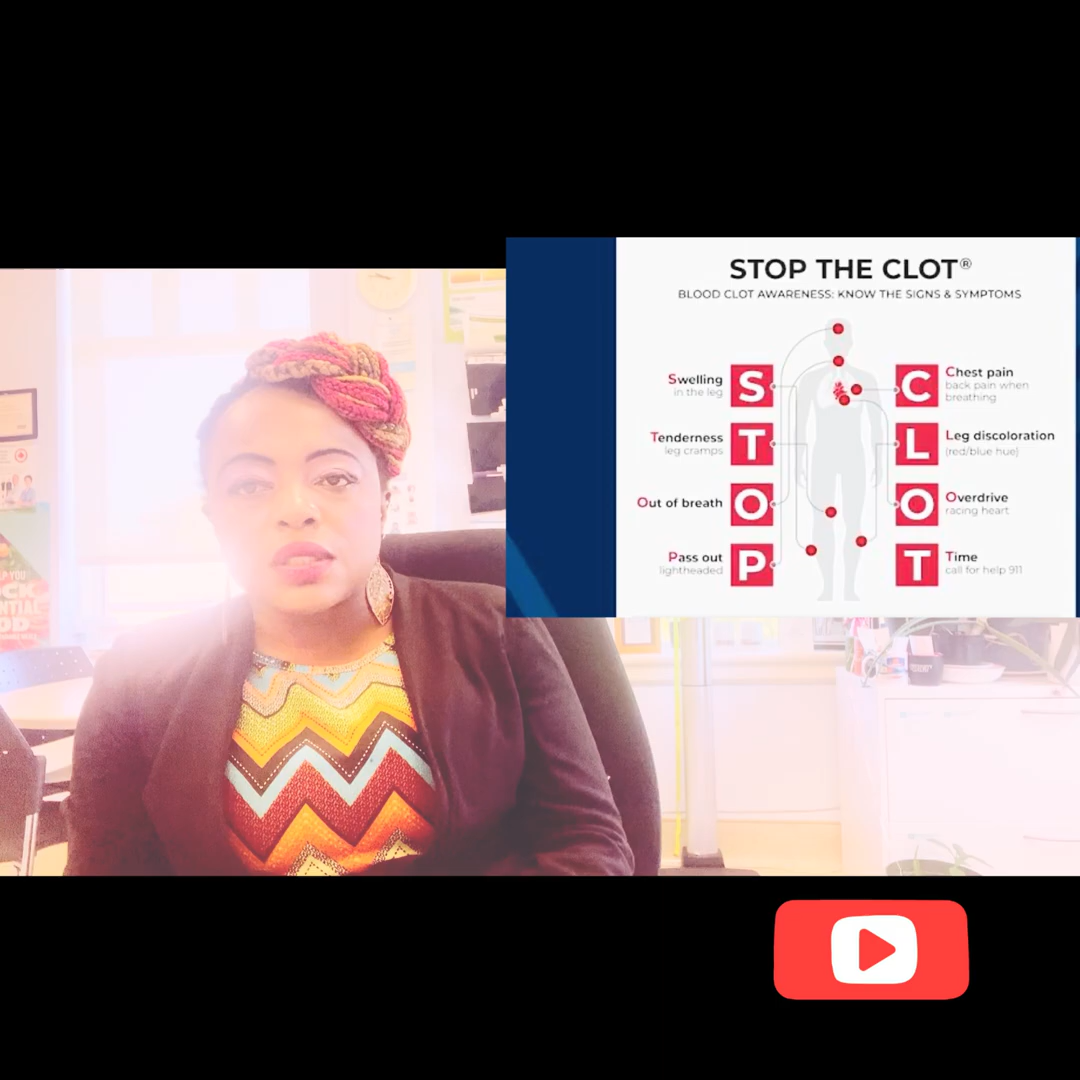 STOP THE CLOT®
BLOOD CLOT AWARENESS: KNOW THE SIGNS & SYMPTOMS
Swelling
in the leg
S
Tenderness
leg cramps
T
Out of breath
O
Pass out
lightheaded
P
C
Chest pain
back pain when
breathing
L
Leg discoloration
(red/blue hue)
O
Overdrive
racing heart
T
Time
call for help 911